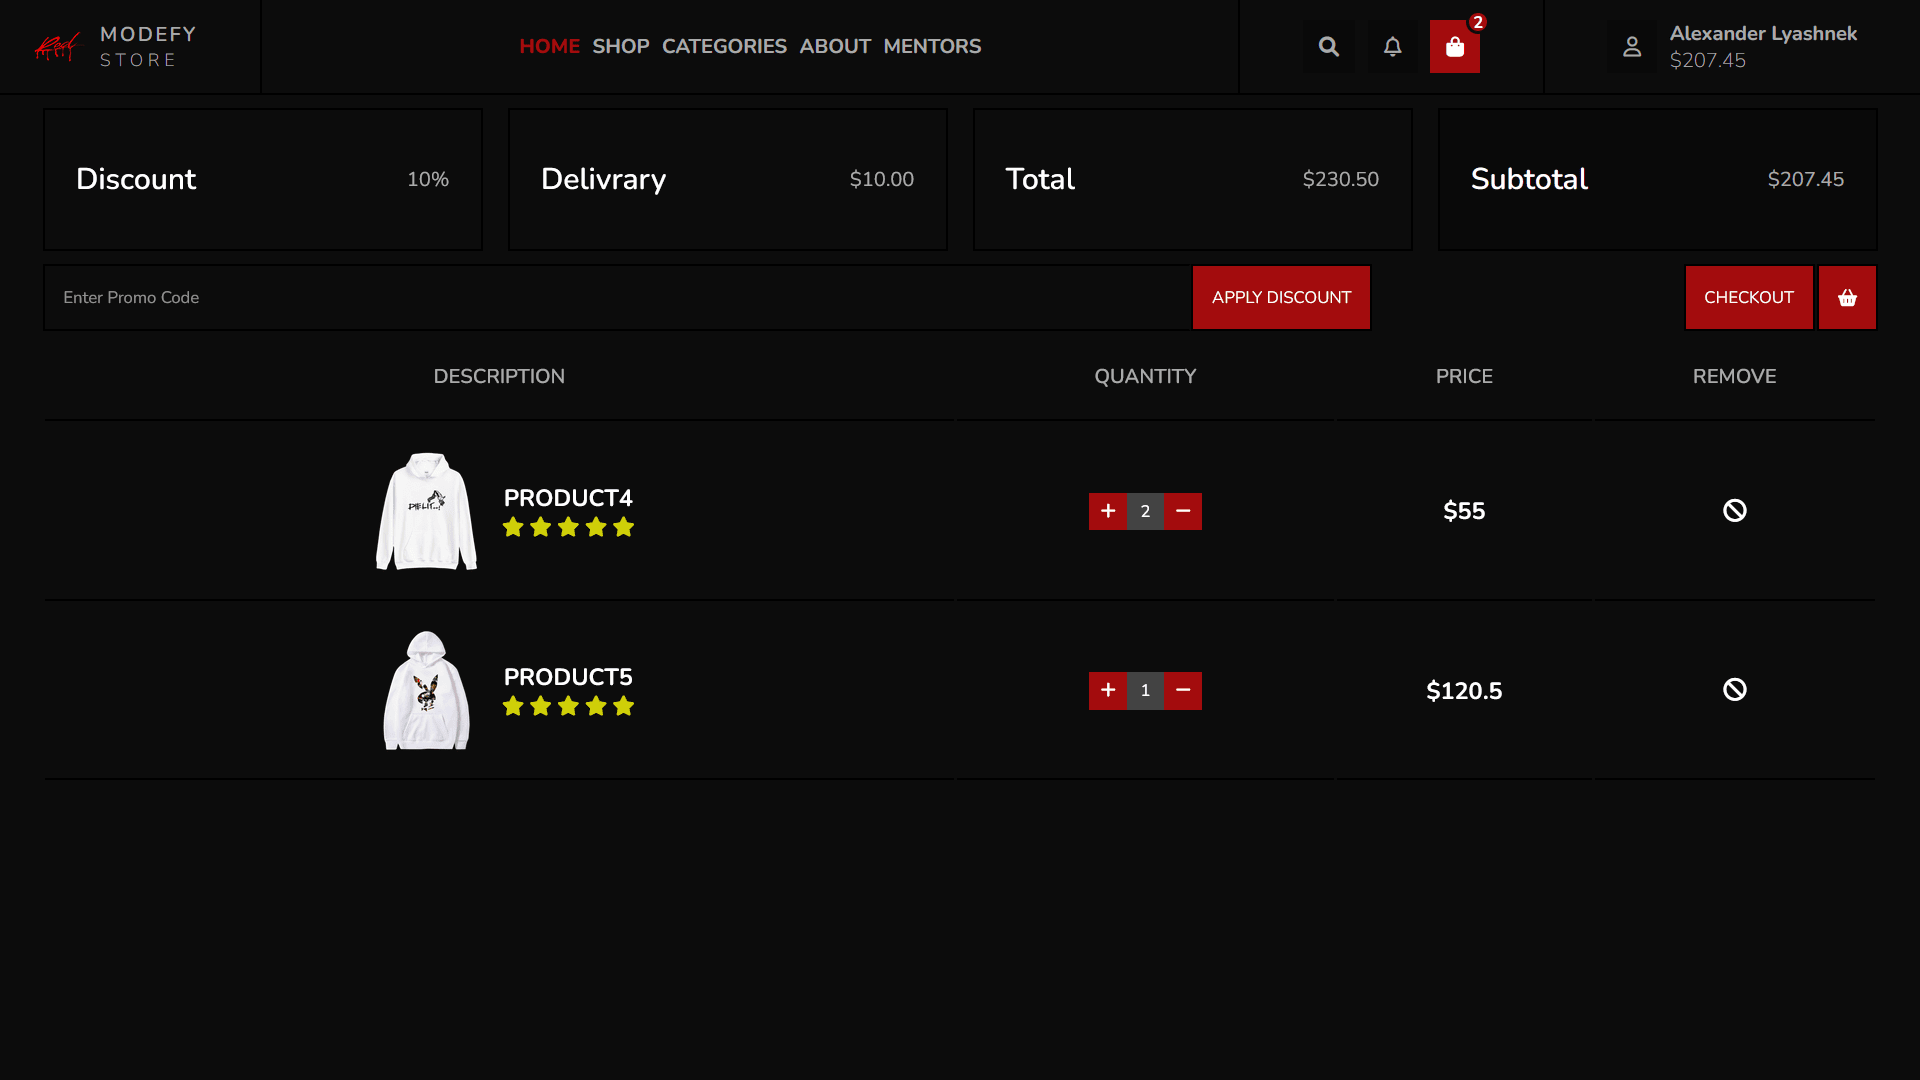 Red
MODEFY
STORE
HOME SHOP CATEGORIES ABOUT MENTORS
2
Alexander Lyashnek
$207.45
Discount 10%
Delivrary $10.00
Total $230.50
Subtotal $207.45
Enter Promo Code
APPLY DISCOUNT
CHECKOUT
DESCRIPTION QUANTITY PRICE REMOVE
PRODUCT4
+ 2 −
$55
PRODUCT5
+ 1 −
$120.5